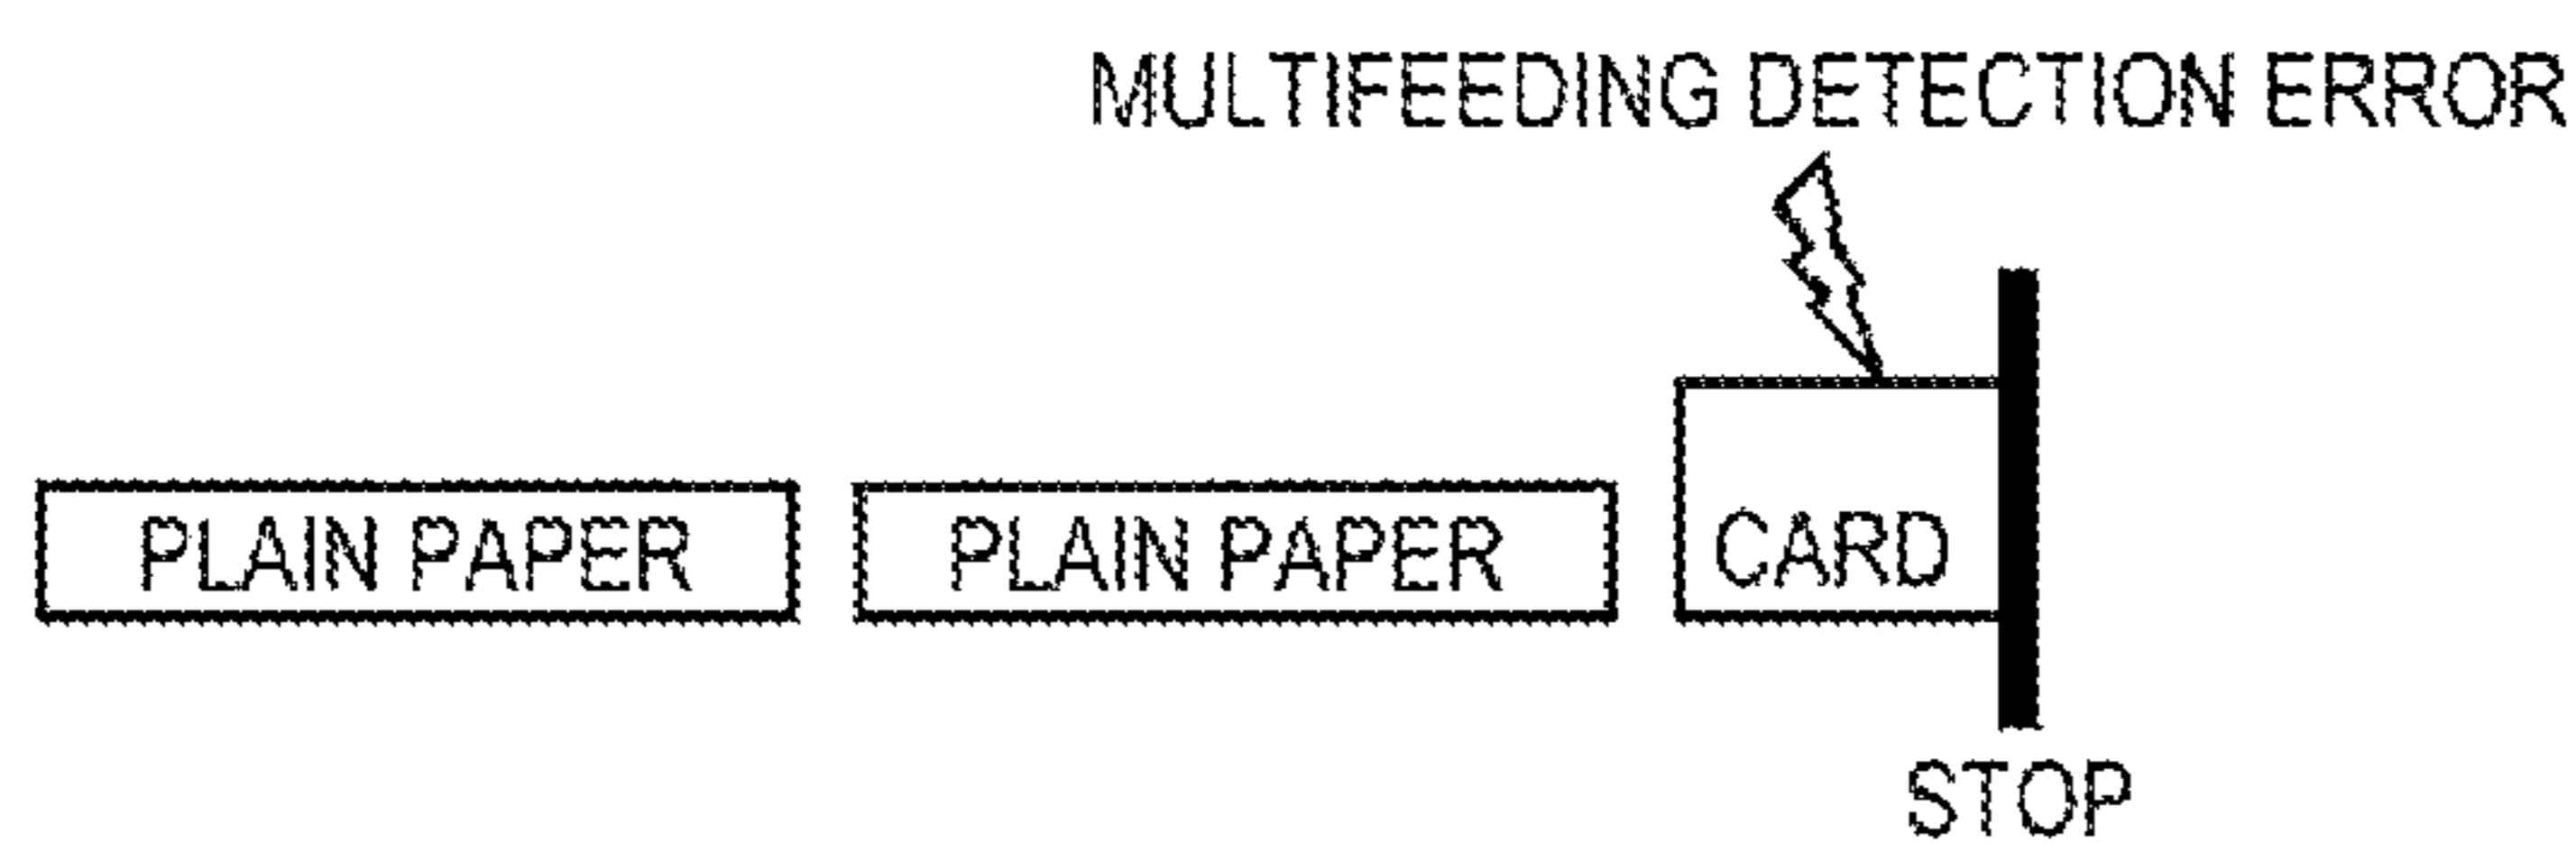 MULTIFEEDING DETECTION ERROR
PLAIN PAPER PLAIN PAPER CARD
STOP